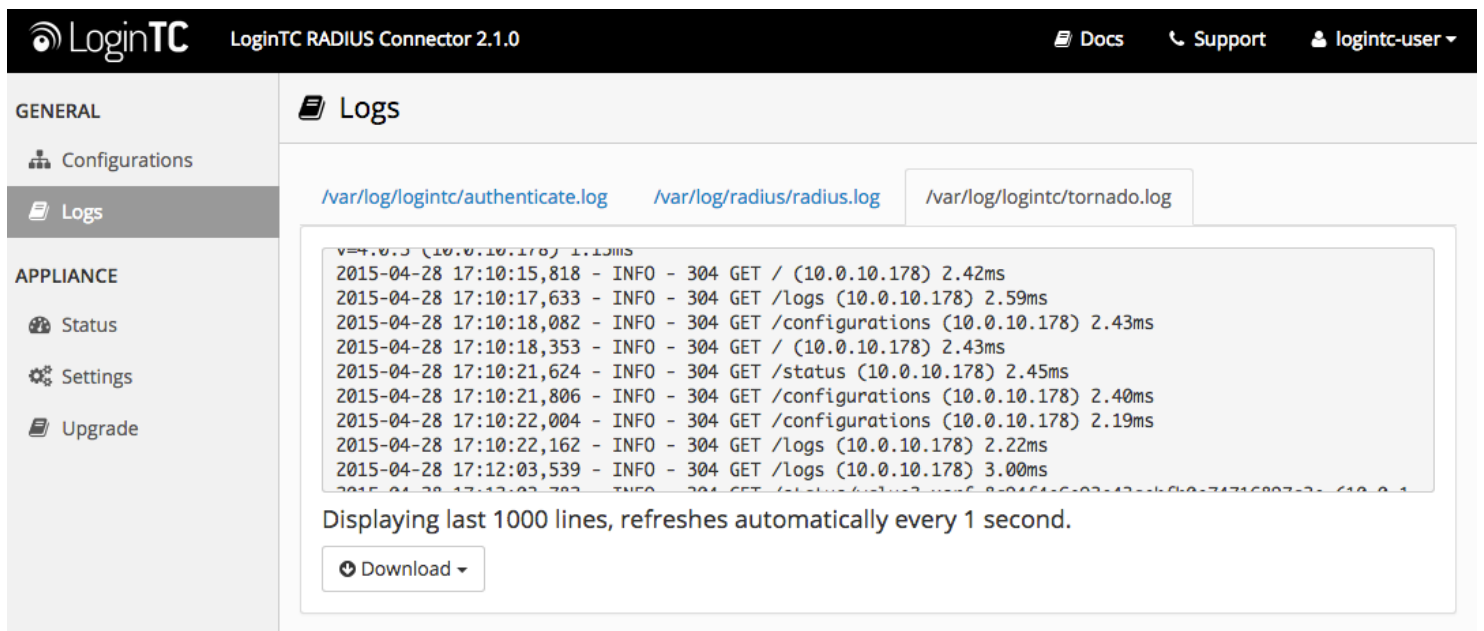 LoginTC LoginTC RADIUS Connector 2.1.0 Docs Support logintc-user
GENERAL
Configurations
Logs
APPLIANCE
Status
Settings
Upgrade
Logs
/var/log/logintc/authenticate.log /var/log/radius/radius.log /var/log/logintc/tornado.log
v=4.0.3 (10.0.10.178) 1.15ms
2015-04-28 17:10:15,818 - INFO - 304 GET / (10.0.10.178) 2.42ms
2015-04-28 17:10:17,633 - INFO - 304 GET /logs (10.0.10.178) 2.59ms
2015-04-28 17:10:18,082 - INFO - 304 GET /configurations (10.0.10.178) 2.43ms
2015-04-28 17:10:18,353 - INFO - 304 GET / (10.0.10.178) 2.43ms
2015-04-28 17:10:21,624 - INFO - 304 GET /status (10.0.10.178) 2.45ms
2015-04-28 17:10:21,806 - INFO - 304 GET /configurations (10.0.10.178) 2.40ms
2015-04-28 17:10:22,004 - INFO - 304 GET /configurations (10.0.10.178) 2.19ms
2015-04-28 17:10:22,162 - INFO - 304 GET /logs (10.0.10.178) 2.22ms
2015-04-28 17:12:03,539 - INFO - 304 GET /logs (10.0.10.178) 3.00ms
Displaying last 1000 lines, refreshes automatically every 1 second.
Download